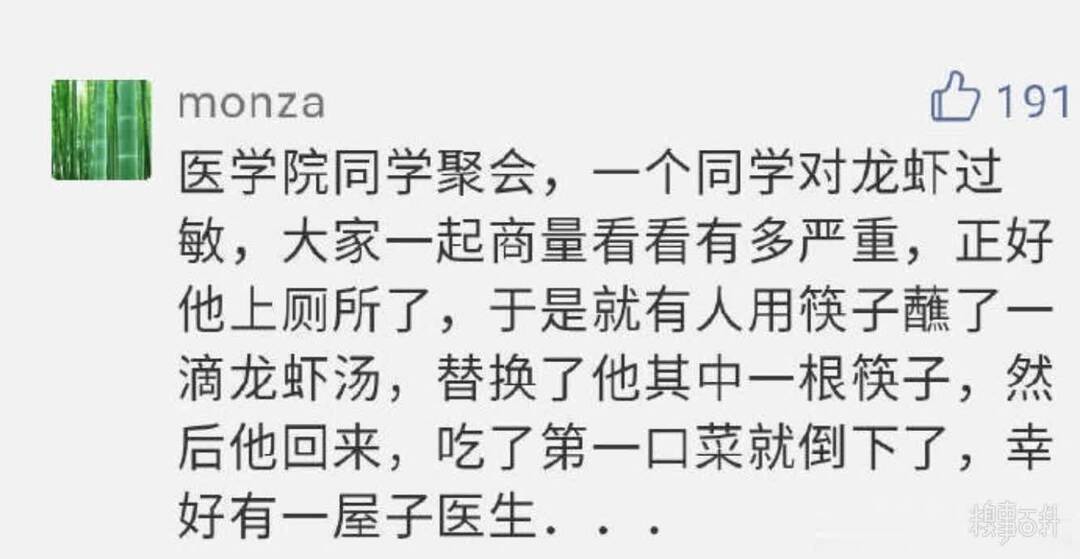 monza
191
医学院同学聚会，一个同学对龙虾过
敏，大家一起商量看看有多严重，正好
他上厕所了，于是就有人用筷子蘸了一
滴龙虾汤，替换了他其中一根筷子，然
后他回来，吃了第一口菜就倒下了，幸
好有一屋子医生．．．
糗事百科